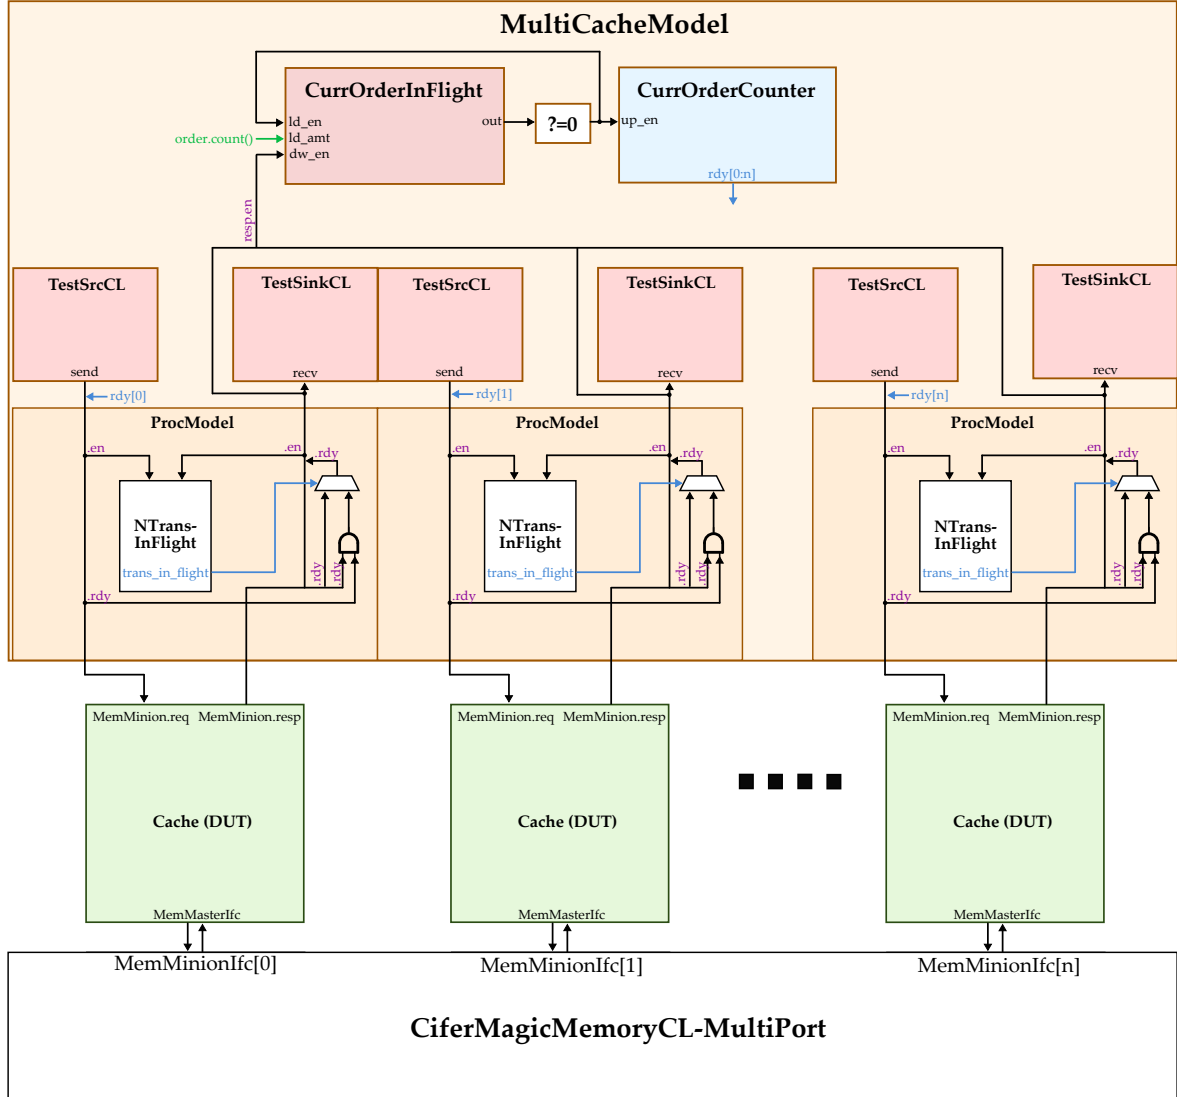 MultiCacheModel
CurrOrderInFlight
CurrOrderCounter
ld_en
out
?=0
up_en
order.count()
ld_amt
dw_en
rdy[0:n]
resp.en
TestSrcCL
TestSinkCL
TestSrcCL
TestSinkCL
TestSrcCL
TestSinkCL
send
recv
send
recv
send
recv
rdy[0]
rdy[1]
rdy[n]
ProcModel
ProcModel
ProcModel
.en
.en
.rdy
.en
.en
.rdy
.en
.en
.rdy
NTrans-
InFlight
NTrans-
InFlight
NTrans-
InFlight
trans_in_flight
.rdy
.rdy
trans_in_flight
.rdy
.rdy
trans_in_flight
.rdy
.rdy
.rdy
.rdy
.rdy
MemMinion.req
MemMinion.resp
MemMinion.req
MemMinion.resp
MemMinion.req
MemMinion.resp
Cache (DUT)
Cache (DUT)
Cache (DUT)
MemMasterIfc
MemMasterIfc
MemMasterIfc
MemMinionIfc[0]
MemMinionIfc[1]
MemMinionIfc[n]
CiferMagicMemoryCL-MultiPort